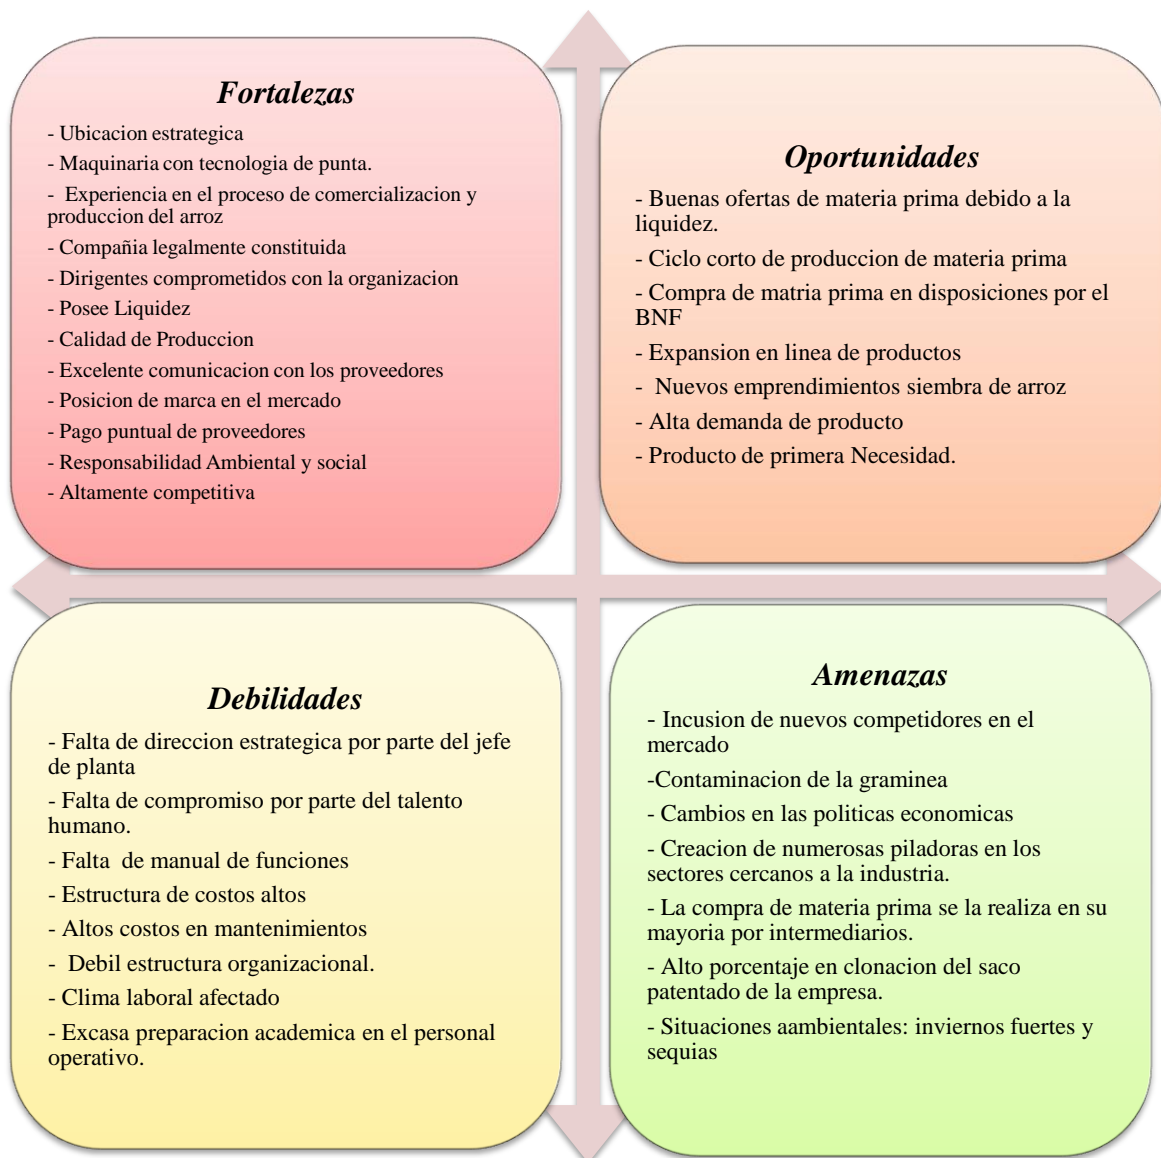 Fortalezas
- Ubicacion estrategica
- Maquinaria con tecnologia de punta.
-  Experiencia en el proceso de comercializacion y
produccion del arroz
- Compañia legalmente constituida
- Dirigentes comprometidos con la organizacion
- Posee Liquidez
- Calidad de Produccion
- Excelente comunicacion con los proveedores
- Posicion de marca en el mercado
- Pago puntual de proveedores
- Responsabilidad Ambiental y social
- Altamente competitiva
Oportunidades
- Buenas ofertas de materia prima debido a la
liquidez.
- Ciclo corto de produccion de materia prima
- Compra de matria prima en disposiciones por el
BNF
- Expansion en linea de productos
-  Nuevos emprendimientos siembra de arroz
- Alta demanda de producto
- Producto de primera Necesidad.
Debilidades
- Falta de direccion estrategica por parte del jefe
de planta
- Falta de compromiso por parte del talento
humano.
- Falta  de manual de funciones
- Estructura de costos altos
- Altos costos en mantenimientos
-  Debil estructura organizacional.
- Clima laboral afectado
- Excasa preparacion academica en el personal
operativo.
Amenazas
- Incusion de nuevos competidores en el
mercado
-Contaminacion de la graminea
- Cambios en las politicas economicas
- Creacion de numerosas piladoras en los
sectores cercanos a la industria.
- La compra de materia prima se la realiza en su
mayoria por intermediarios.
- Alto porcentaje en clonacion del saco
patentado de la empresa.
- Situaciones aambientales: inviernos fuertes y
sequias